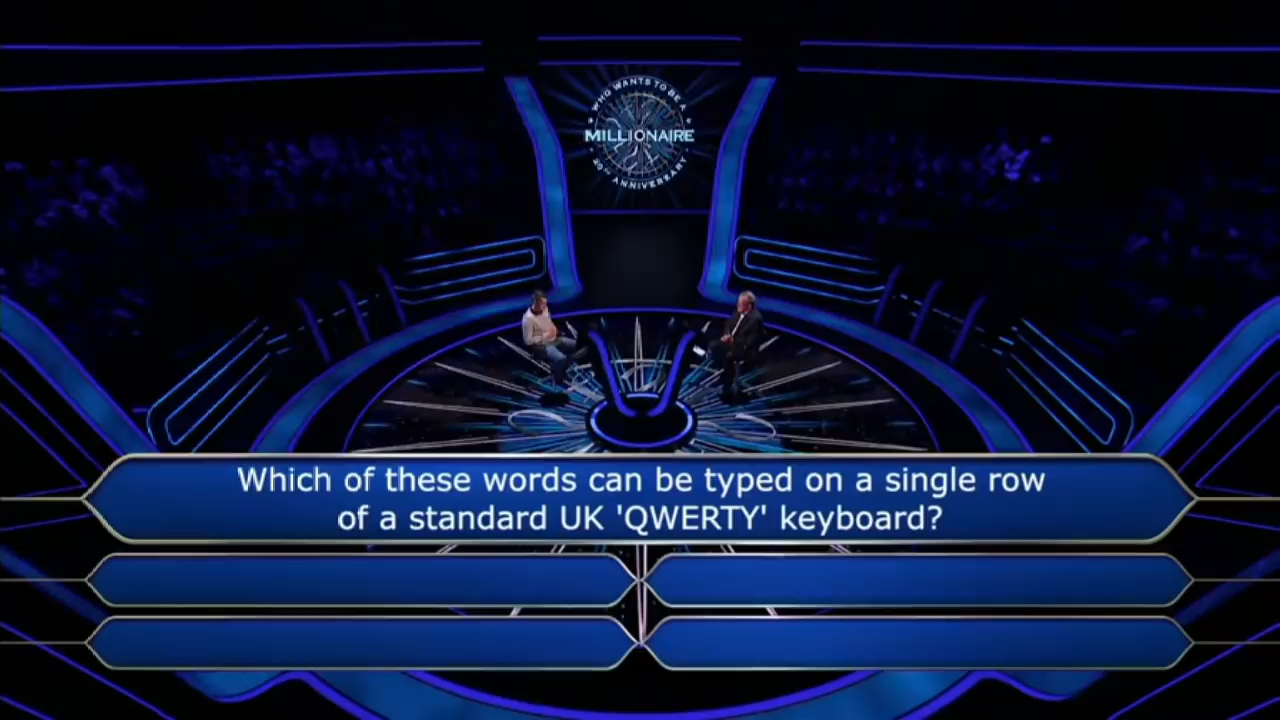 WHO WANTS TO BE A
MILLIONAIRE
20TH ANNIVERSARY
Which of these words can be typed on a single row
of a standard UK 'QWERTY' keyboard?